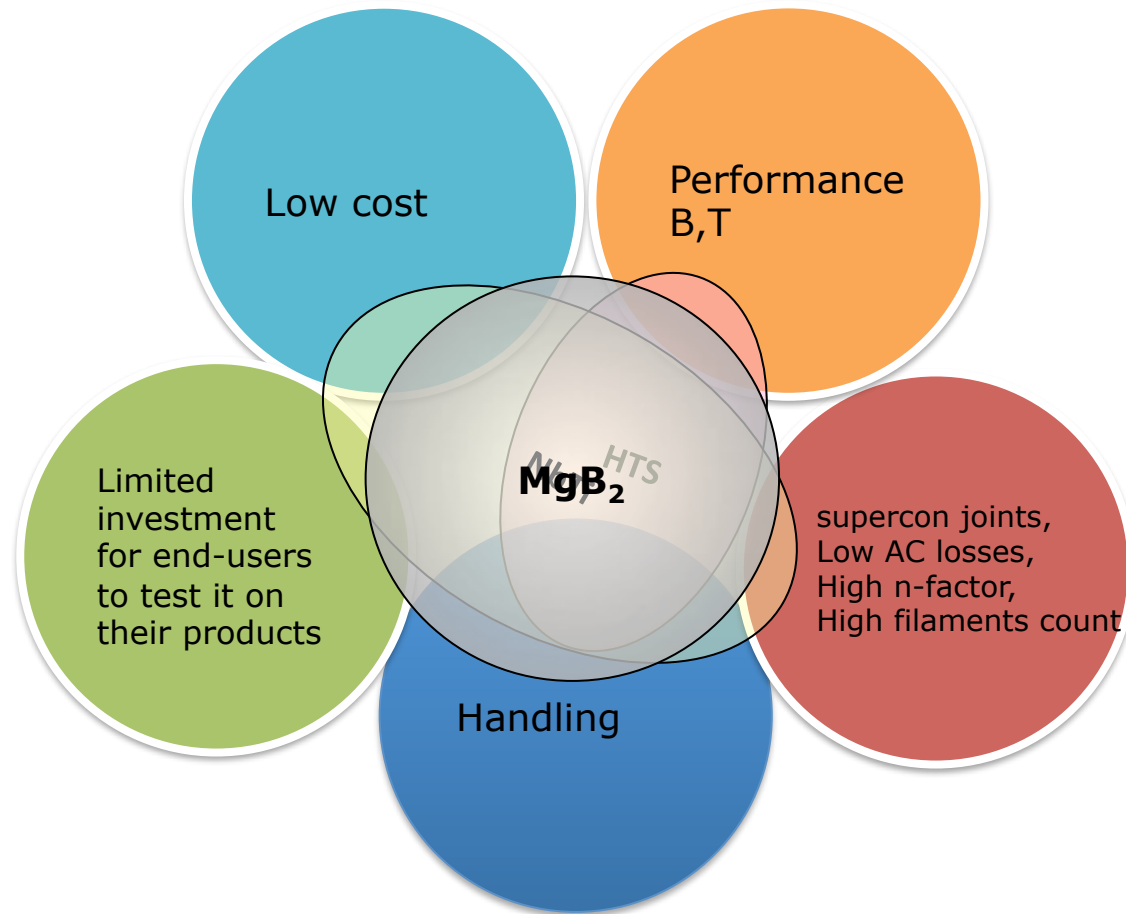 Low cost
Performance
B,T
HTS
NbTi
MgB₂
Limited
investment
for end-users
to test it on
their products
supercon joints,
Low AC losses,
High n-factor,
High filaments count
Handling